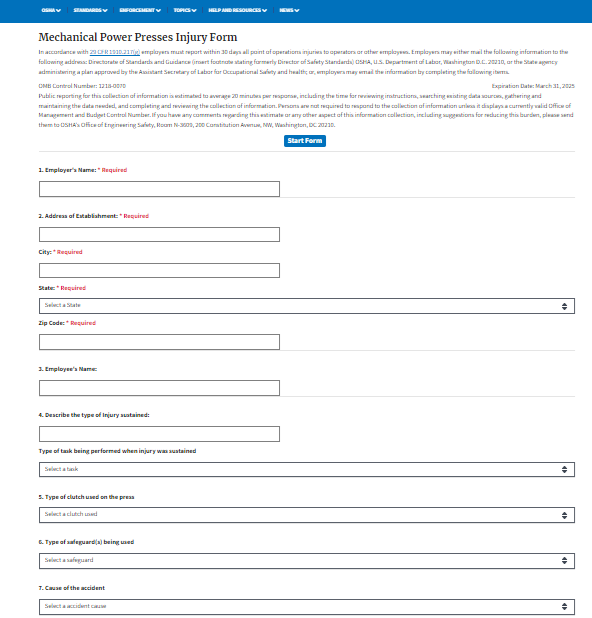 OSHA STANDARDS ENFORCEMENT TOPICS HELP AND RESOURCES NEWS
Mechanical Power Presses Injury Form
In accordance with 29 CFR 1910.217(g) employers must report within 30 days all point of operations injuries to operators or other employees. Employers may either mail the following information to the
following address: Directorate of Standards and Guidance (insert footnote stating formerly Director of Safety Standards) OSHA, U.S. Department of Labor, Washington D.C. 20210, or the State agency
administering a plan approved by the Assistant Secretary of Labor for Occupational Safety and health; or, employers may email the information by completing the following items.
OMB Control Number: 1218-0070 Expiration Date: March 31, 2025
Public reporting for this collection of information is estimated to average 20 minutes per response, including the time for reviewing instructions, searching existing data sources, gathering and
maintaining the data needed, and completing and reviewing the collection of information. Persons are not required to respond to the collection of information unless it displays a currently valid Office of
Management and Budget Control Number. If you have any comments regarding this estimate or any other aspect of this information collection, including suggestions for reducing this burden, please send
them to OSHA's Office of Engineering Safety, Room N-3609, 200 Constitution Avenue, NW, Washington, DC 20210.
Start Form
1. Employer's Name: * Required
2. Address of Establishment: * Required
City: * Required
State: * Required
Select a State
Zip Code: * Required
3. Employee's Name:
4. Describe the type of Injury sustained:
Type of task being performed when injury was sustained
Select a task
5. Type of clutch used on the press
Select a clutch used
6. Type of safeguard(s) being used
Select a safeguard
7. Cause of the accident
Select a accident cause